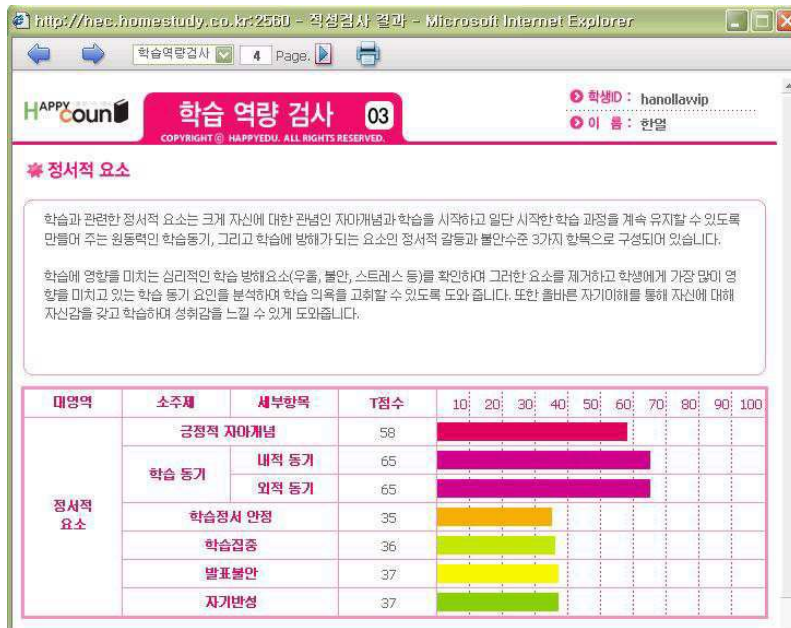 http://hec.homestudy.co.kr:2560 - 적성검사 결과 - Microsoft Internet Explorer
학습역량검사 4 Page.
HAPPY Coun
학습 역량 검사 03
COPYRIGHT ⓒ HAPPYEDU. ALL RIGHTS RESERVED.
학생ID : hanollavvip
이 름 : 한얼
정서적 요소
학습과 관련한 정서적 요소는 크게 자신에 대한 관념인 자아개념과 학습을 시작하고 일단 시작한 학습 과정을 계속 유지할 수 있도록
만들어 주는 원동력인 학습동기, 그리고 학습에 방해가 되는 요소인 정서적 갈등과 불안수준 3가지 항목으로 구성되어 있습니다.
학습에 영향을 미치는 심리적인 학습 방해요소(우울, 불안, 스트레스 등)를 확인하여 그러한 요소를 제거하고 학생에게 가장 많이 영
향을 미치고 있는 학습 동기 요인을 분석하여 학습 의욕을 고취할 수 있도록 도와 줍니다. 또한 올바른 자기이해를 통해 자신에 대해
자신감을 갖고 학습하여 성취감을 느낄 수 있게 도와줍니다.
대영역 소주제 세부항목 T점수 10 20 30 40 50 60 70 80 90 100
긍정적 자아개념 58
학습 동기 내적 동기 65
외적 동기 65
정서적
요소
학습정서 안정 35
학습집중 36
발표불안 37
자기반성 37